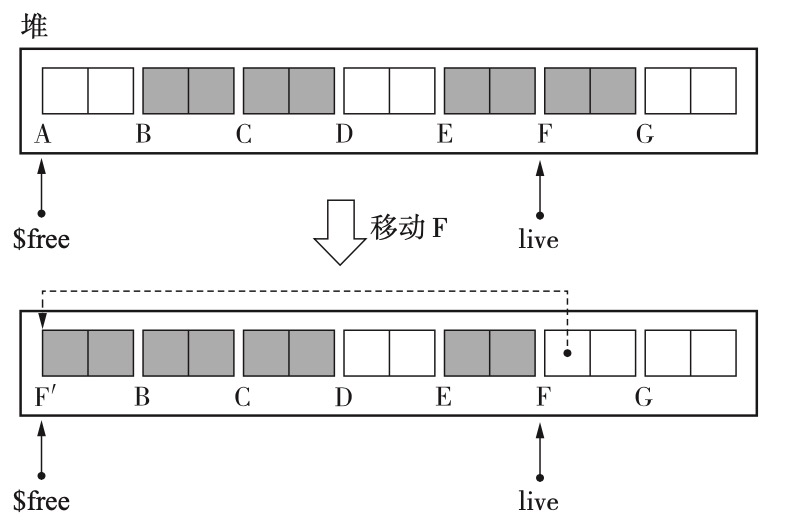 堆
A B C D E F G
$free live
移动 F
F′ B C D E F G
$free live